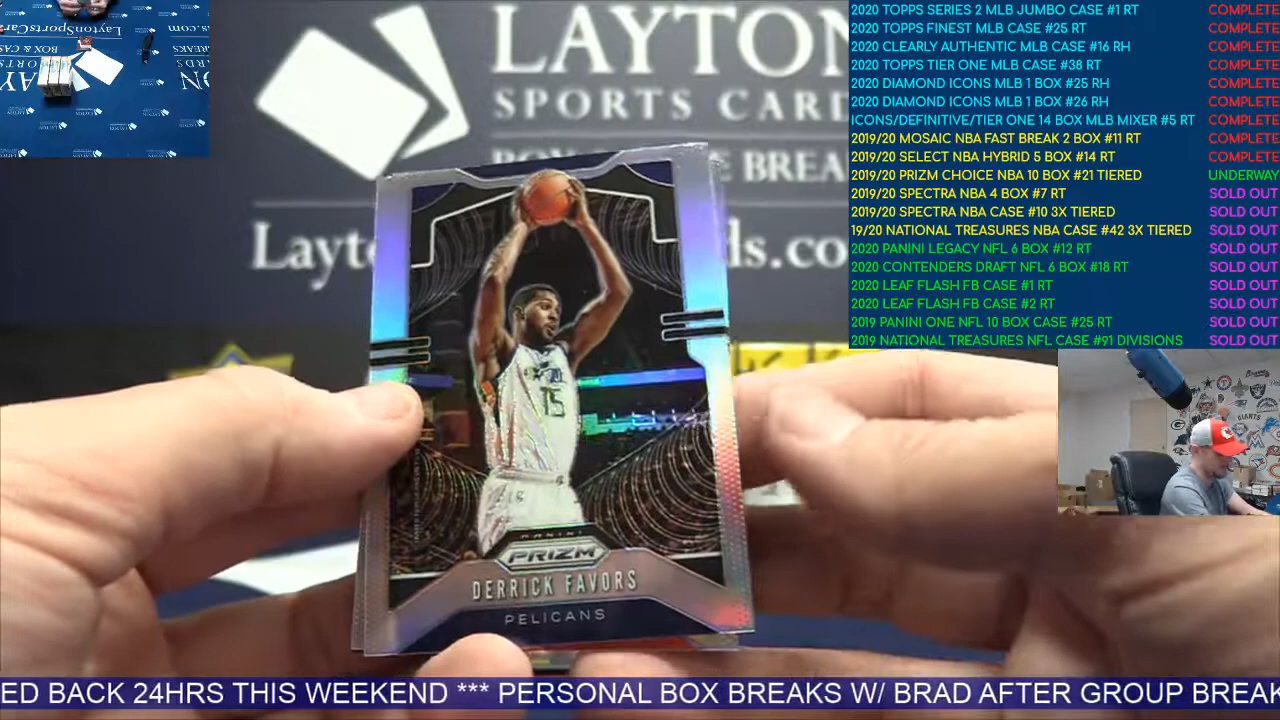 LAYTON
SPORTS CAR
Layto
ds.co
15
PANINI
PRIZM
DERRICK FAVORS
PELICANS
2020 TOPPS SERIES 2 MLB JUMBO CASE #1 RT COMPLETE
2020 TOPPS FINEST MLB CASE #25 RT COMPLETE
2020 CLEARLY AUTHENTIC MLB CASE #16 RH COMPLETE
2020 TOPPS TIER ONE MLB CASE #38 RT COMPLETE
2020 DIAMOND ICONS MLB 1 BOX #25 RH COMPLETE
2020 DIAMOND ICONS MLB 1 BOX #26 RH COMPLETE
ICONS/DEFINITIVE/TIER ONE 14 BOX MLB MIXER #5 RT COMPLETE
2019/20 MOSAIC NBA FAST BREAK 2 BOX #11 RT COMPLETE
2019/20 SELECT NBA HYBRID 5 BOX #14 RT COMPLETE
2019/20 PRIZM CHOICE NBA 10 BOX #21 TIERED UNDERWAY
2019/20 SPECTRA NBA 4 BOX #7 RT SOLD OUT
2019/20 SPECTRA NBA CASE #10 3X TIERED SOLD OUT
19/20 NATIONAL TREASURES NBA CASE #42 3X TIERED SOLD OUT
2020 PANINI LEGACY NFL 6 BOX #12 RT SOLD OUT
2020 CONTENDERS DRAFT NFL 6 BOX #18 RT SOLD OUT
2020 LEAF FLASH FB CASE #1 RT SOLD OUT
2020 LEAF FLASH FB CASE #2 RT SOLD OUT
2019 PANINI ONE NFL 10 BOX CASE #25 RT SOLD OUT
2019 NATIONAL TREASURES NFL CASE #91 DIVISIONS SOLD OUT
GIANTS
ED BACK 24HRS THIS WEEKEND *** PERSONAL BOX BREAKS W/ BRAD AFTER GROUP BREAK